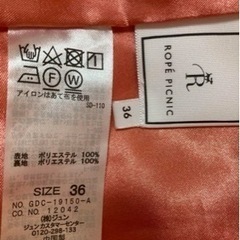 アイロンはあて布を使用
SD-110
表地 ポリエステル 100%
裏地 ポリエステル 100%
SIZE 36
NO. GDC-19150-A
CO. NO. 12042
(株)ジュン
ジュン カスタマーセンター
0120-298-133
中国製
36
R
ROPÉ PICNIC